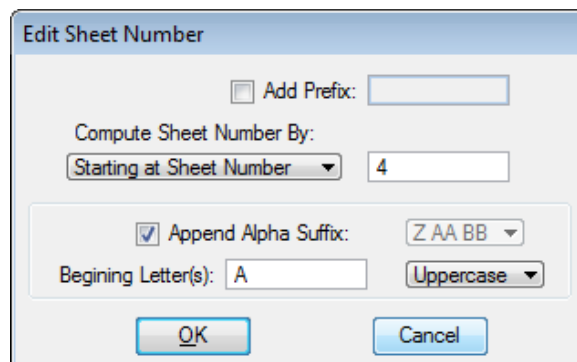 Edit Sheet Number
Add Prefix:
Compute Sheet Number By:
Starting at Sheet Number 4
Append Alpha Suffix: Z AA BB
Begining Letter(s): A Uppercase
OK Cancel